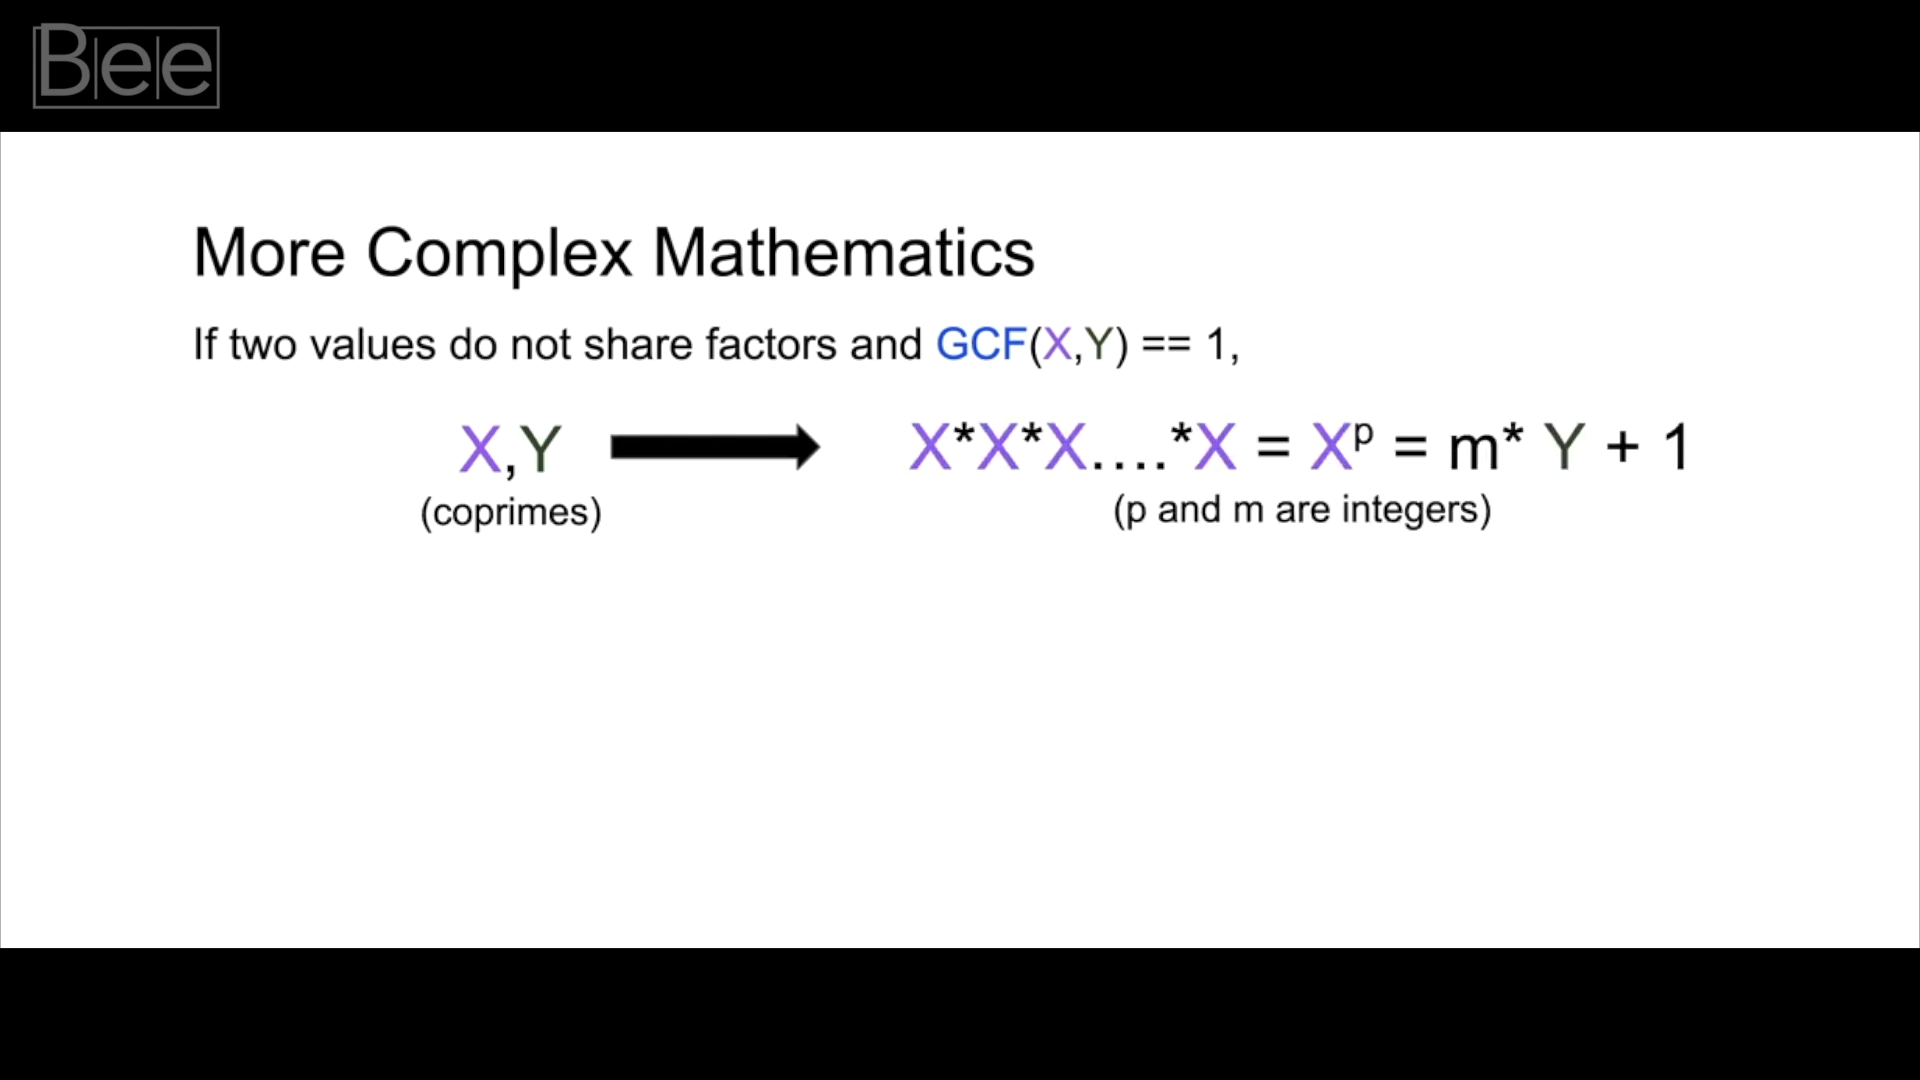 Bee
More Complex Mathematics
If two values do not share factors and GCF(X,Y) == 1,
X,Y X*X*X....*X = Xᵖ = m* Y + 1
(coprimes) (p and m are integers)